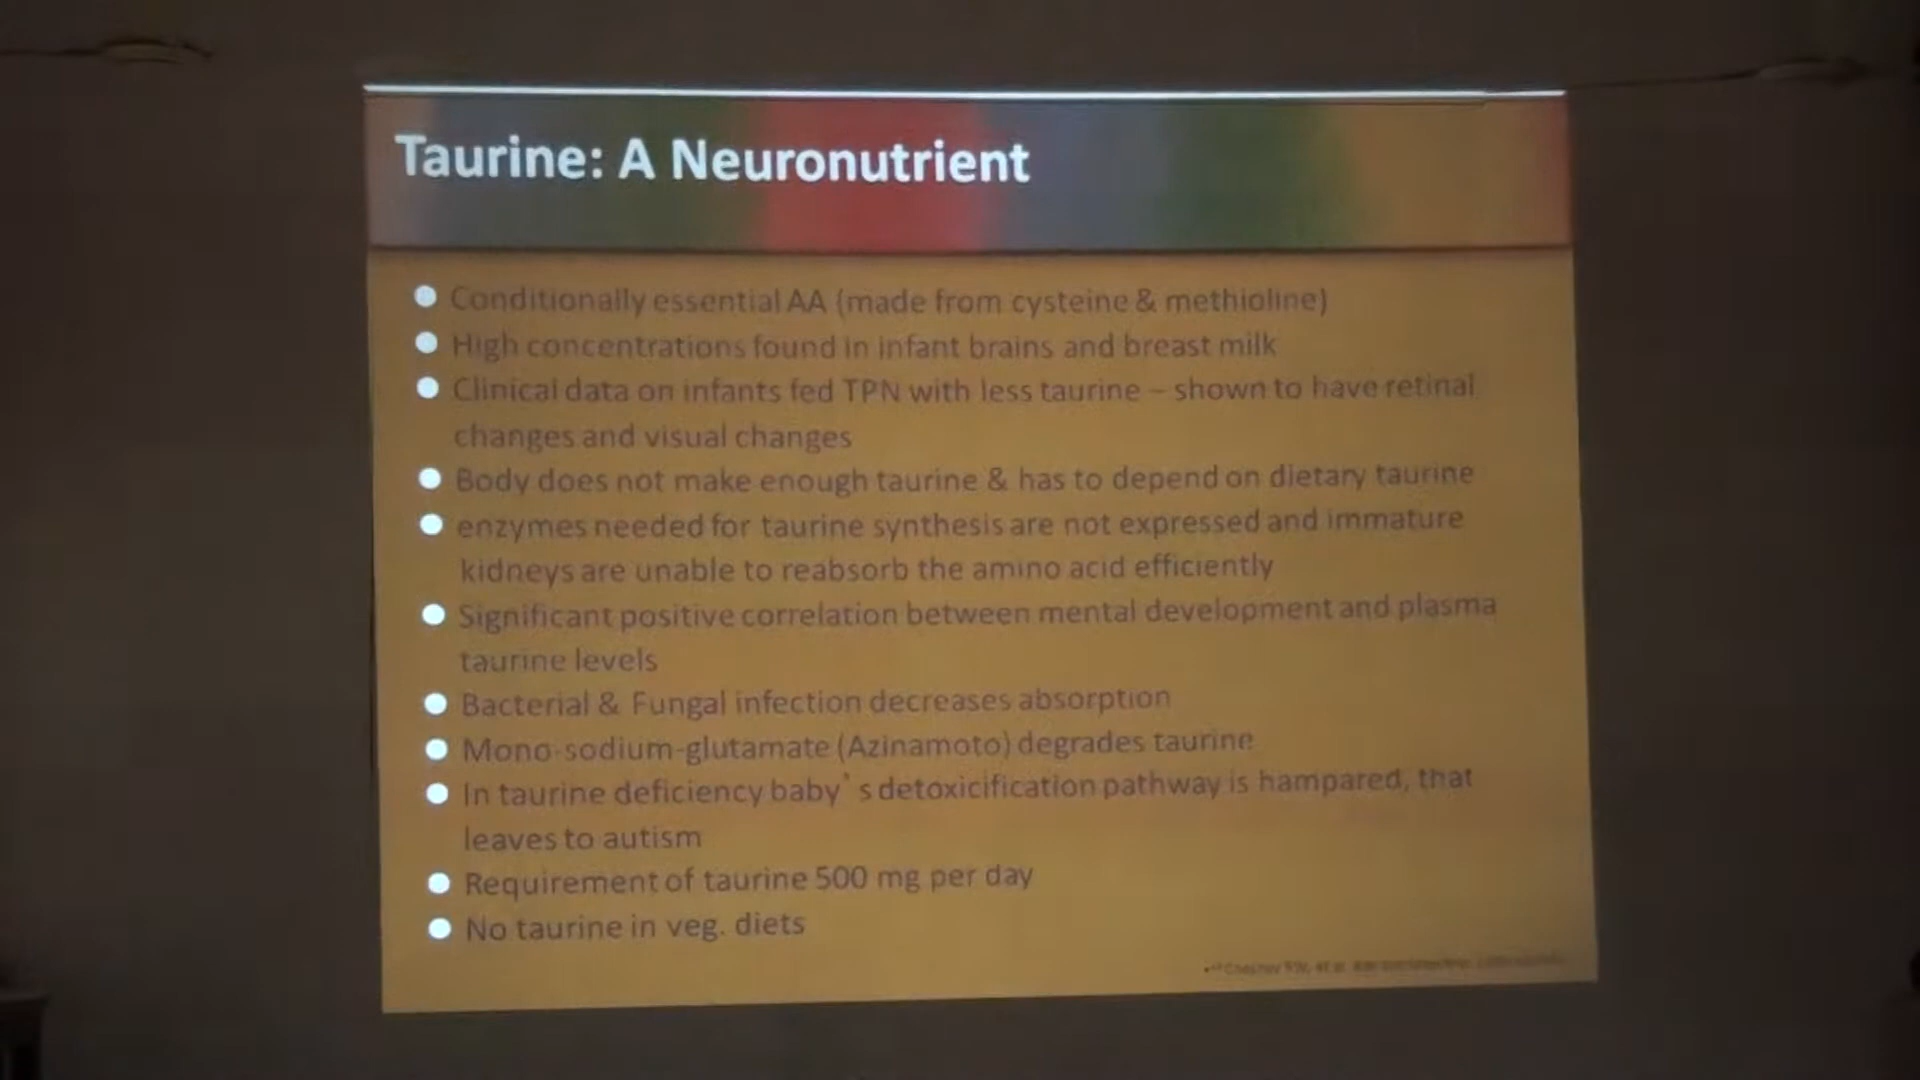 Taurine: A Neuronutrient
Conditionally essential AA (made from cysteine & methioline)
High concentrations found in infant brains and breast milk
Clinical data on infants fed TPN with less taurine – shown to have retinal
changes and visual changes
Body does not make enough taurine & has to depend on dietary taurine
enzymes needed for taurine synthesis are not expressed and immature
kidneys are unable to reabsorb the amino acid efficiently
Significant positive correlation between mental development and plasma
taurine levels
Bacterial & Fungal infection decreases absorption
Mono-sodium-glutamate (Azinamoto) degrades taurine
In taurine deficiency baby's detoxicification pathway is hampared, that
leaves to autism
Requirement of taurine 500 mg per day
No taurine in veg. diets